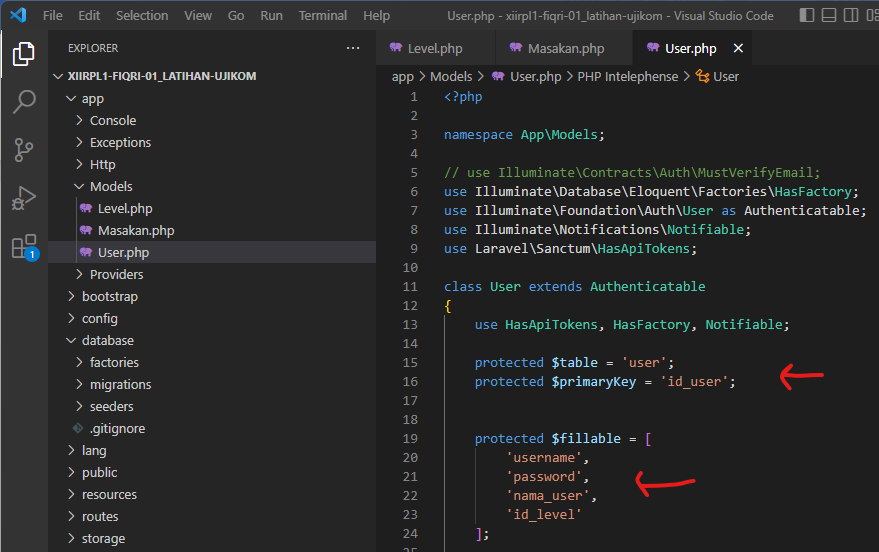 File Edit Selection View Go Run Terminal Help User.php - xiirpl1-fiqri-01_latihan-ujikom - Visual Studio Code
EXPLORER ...
Level.php Masakan.php User.php
XIIRPL1-FIQRI-01_LATIHAN-UJIKOM
app > Models > User.php > PHP Intelephense > User
app
Console
Exceptions
Http
Models
Level.php
Masakan.php
User.php
Providers
bootstrap
config
database
factories
migrations
seeders
.gitignore
lang
public
resources
routes
storage
1
1 <?php
2
3 namespace App\Models;
4
5 // use Illuminate\Contracts\Auth\MustVerifyEmail;
6 use Illuminate\Database\Eloquent\Factories\HasFactory;
7 use Illuminate\Foundation\Auth\User as Authenticatable;
8 use Illuminate\Notifications\Notifiable;
9 use Laravel\Sanctum\HasApiTokens;
10
11 class User extends Authenticatable
12 {
13 use HasApiTokens, HasFactory, Notifiable;
14
15 protected $table = 'user';
16 protected $primaryKey = 'id_user';
17
18
19 protected $fillable = [
20 'username',
21 'password',
22 'nama_user',
23 'id_level'
24 ];